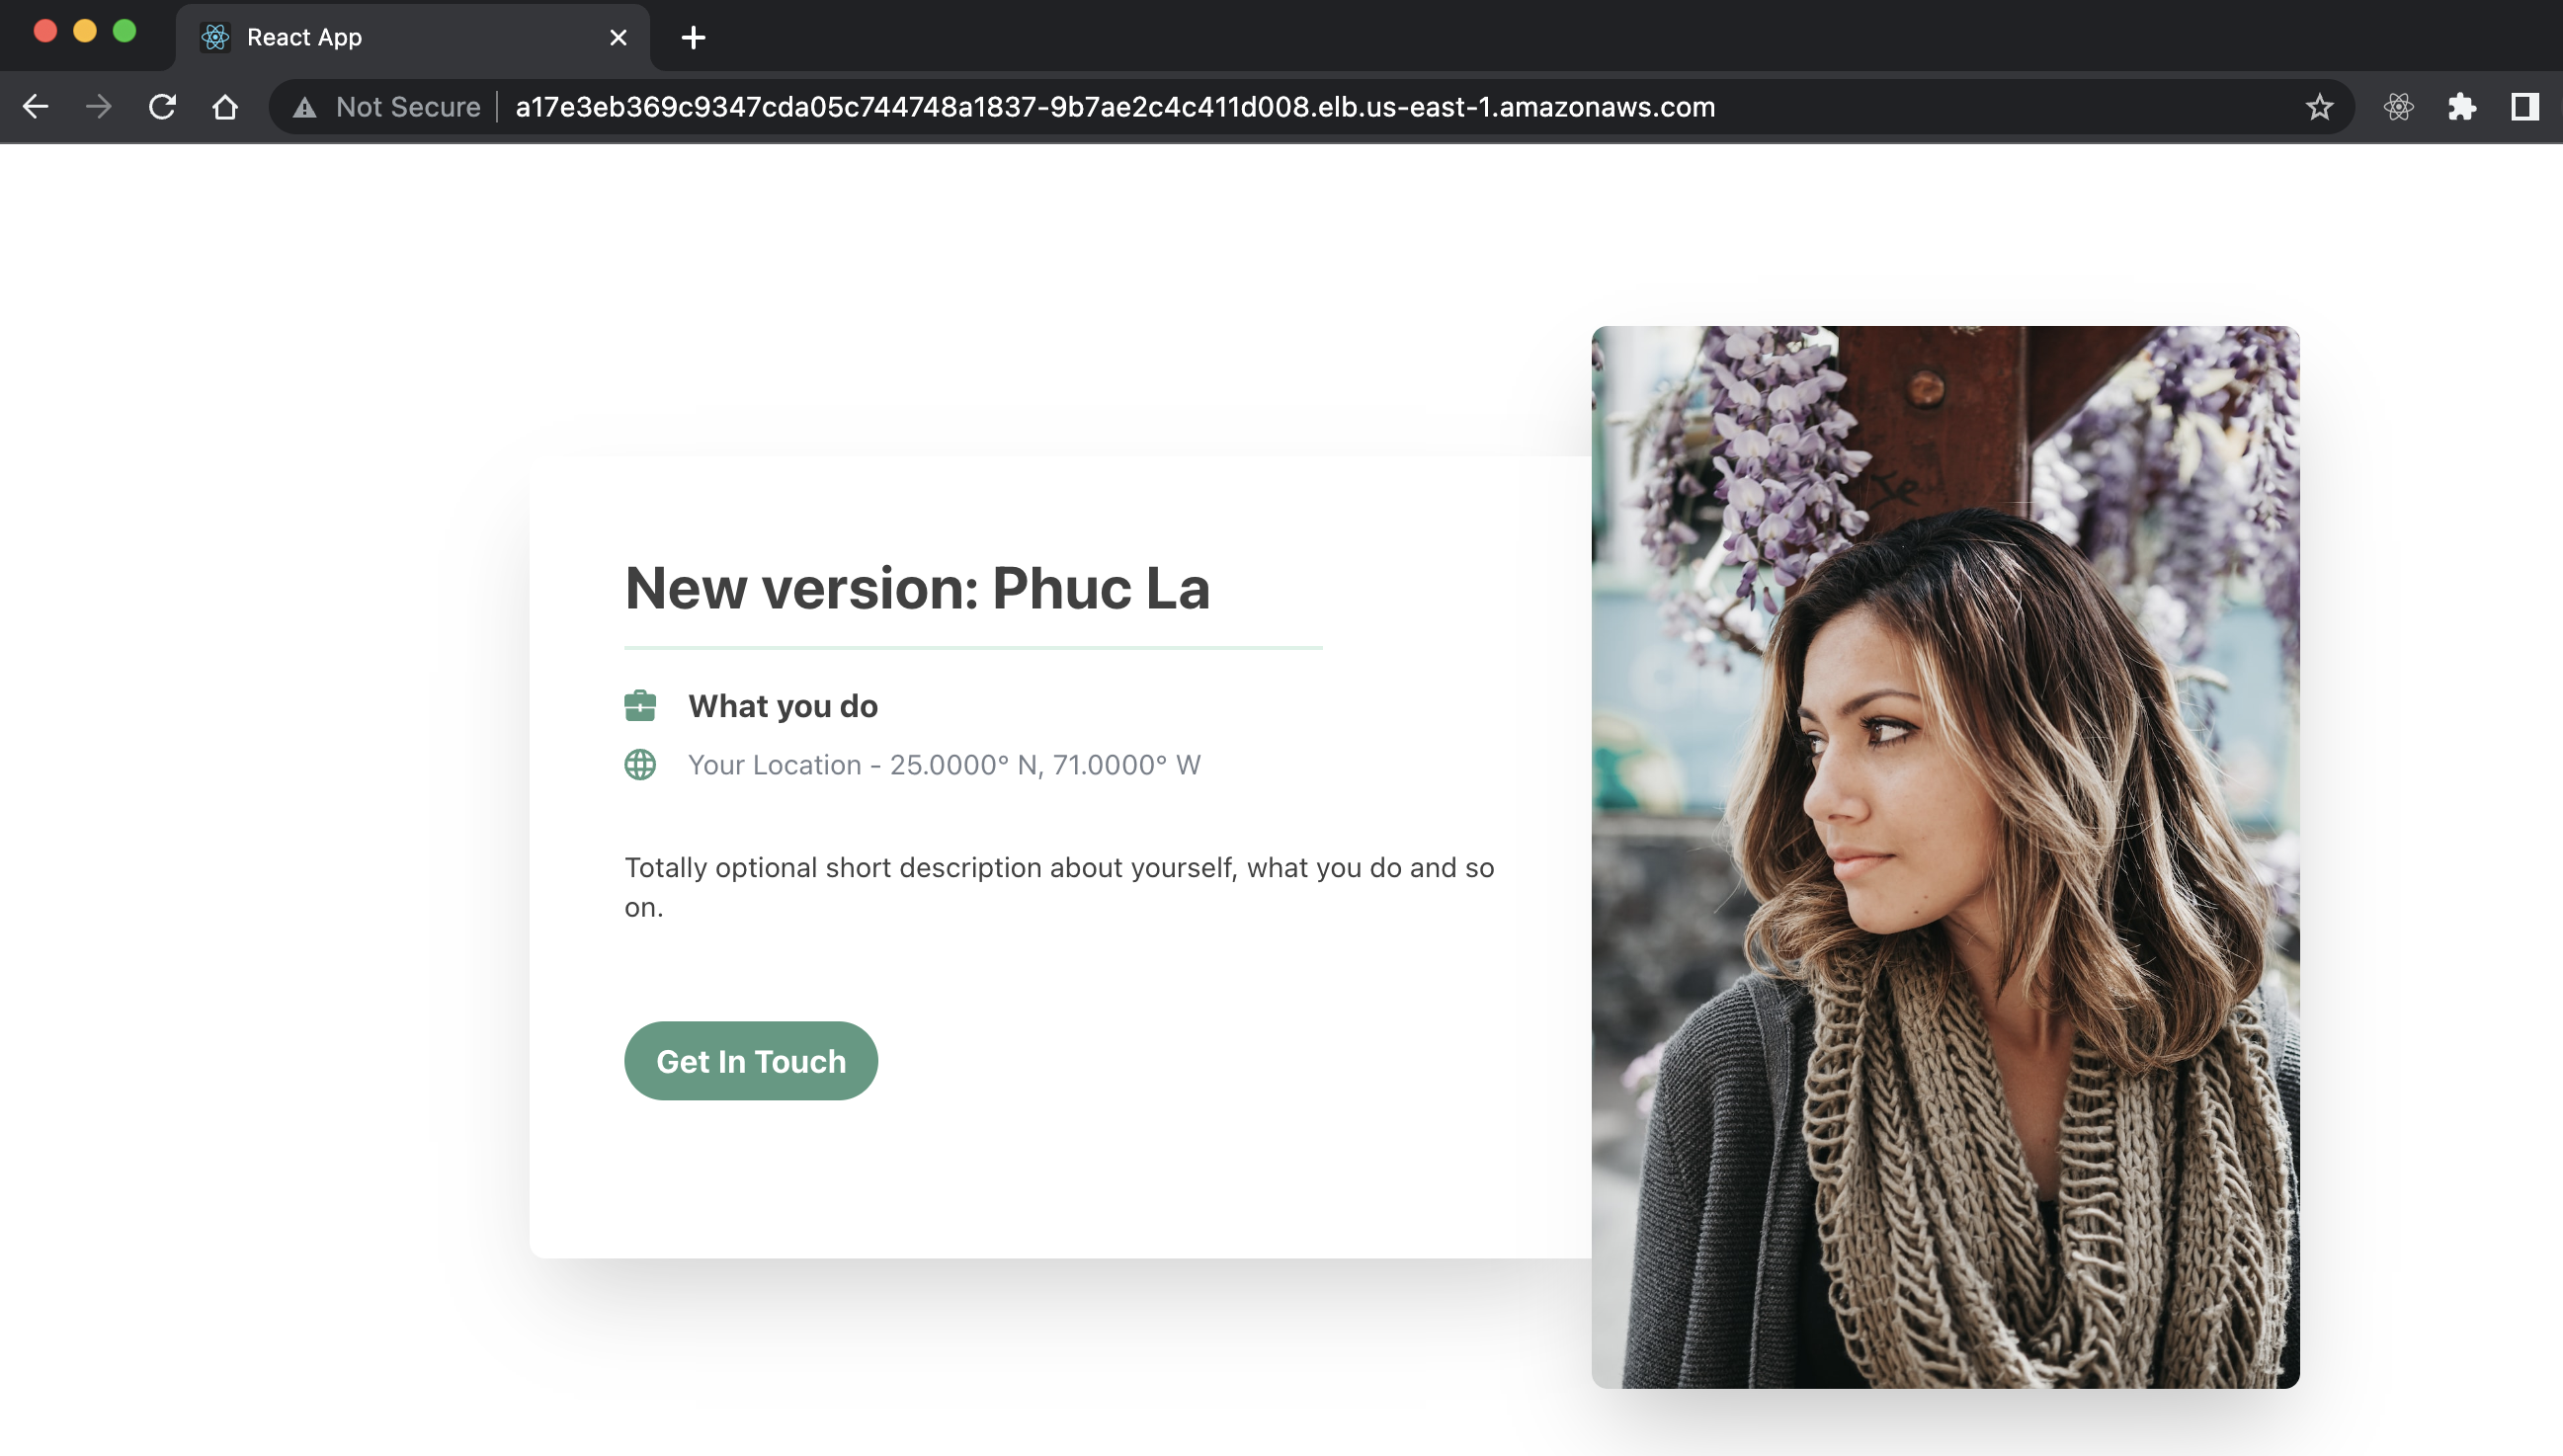 React App
Not Secure
a17e3eb369c9347cda05c744748a1837-9b7ae2c4c411d008.elb.us-east-1.amazonaws.com
New version: Phuc La
What you do
Your Location - 25.0000° N, 71.0000° W
Totally optional short description about yourself, what you do and so
on.
Get In Touch